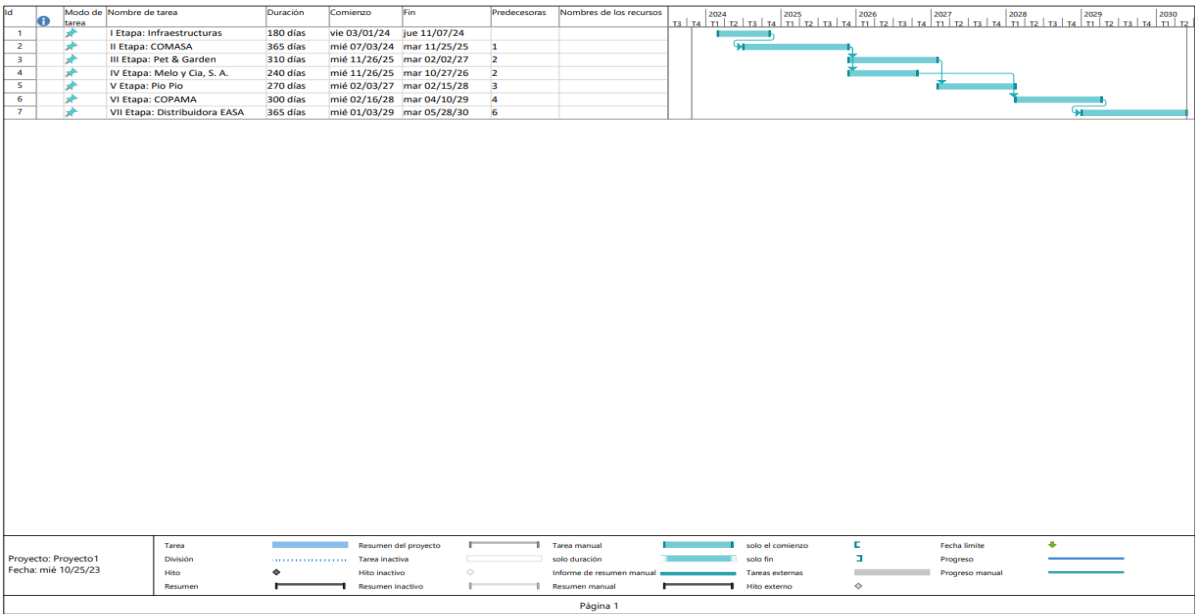 Id Modo de tarea Nombre de tarea Duración Comienzo Fin Predecesoras Nombres de los recursos
2024 2025 2026 2027 2028 2029 2030
T3 T4 T1 T2 T3 T4 T1 T2 T3 T4 T1 T2 T3 T4 T1 T2 T3 T4 T1 T2 T3 T4 T1 T2 T3 T4 T1 T2
1 I Etapa: Infraestructuras 180 días vie 03/01/24 jue 11/07/24
2 II Etapa: COMASA 365 días mié 07/03/24 mar 11/25/25 1
3 III Etapa: Pet & Garden 310 días mié 11/26/25 mar 02/02/27 2
4 IV Etapa: Melo y Cia, S. A. 240 días mié 11/26/25 mar 10/27/26 2
5 V Etapa: Pio Pio 270 días mié 02/03/27 mar 02/15/28 3
6 VI Etapa: COPAMA 300 días mié 02/16/28 mar 04/10/29 4
7 VII Etapa: Distribuidora EASA 365 días mié 01/03/29 mar 05/28/30 6
Proyecto: Proyecto1
Fecha: mié 10/25/23
Tarea Resumen del proyecto Tarea manual solo el comienzo Fecha límite
División Tarea inactiva solo duración solo fin Progreso
Hito Hito inactivo Informe de resumen manual Tareas externas Progreso manual
Resumen Resumen inactivo Resumen manual Hito externo
Página 1